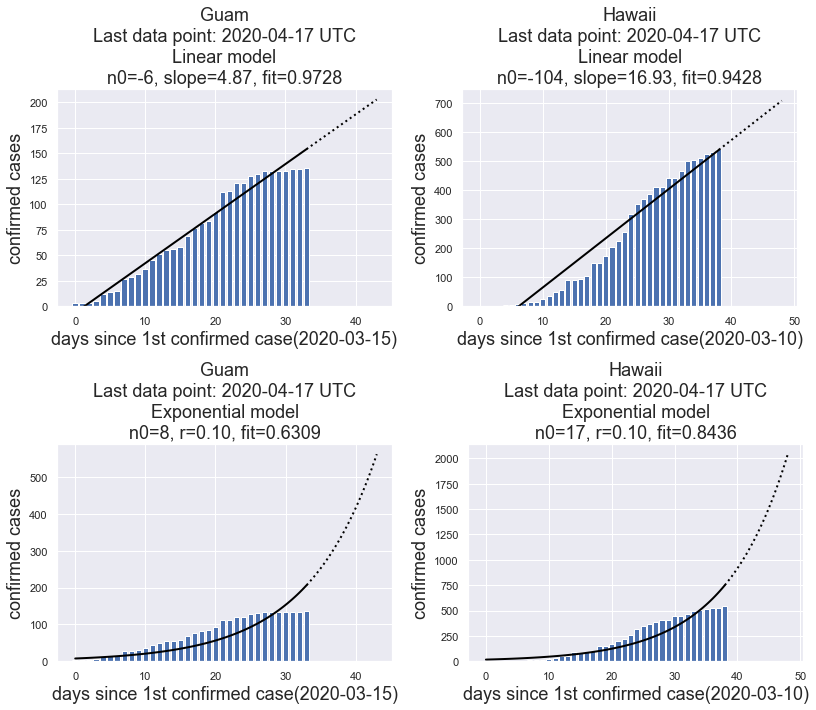 Guam
Last data point: 2020-04-17 UTC
Linear model
n0=-6, slope=4.87, fit=0.9728
confirmed cases
200
175
150
125
100
75
50
25
0
0 10 20 30 40
days since 1st confirmed case(2020-03-15)
Hawaii
Last data point: 2020-04-17 UTC
Linear model
n0=-104, slope=16.93, fit=0.9428
confirmed cases
700
600
500
400
300
200
100
0
0 10 20 30 40 50
days since 1st confirmed case(2020-03-10)
Guam
Last data point: 2020-04-17 UTC
Exponential model
n0=8, r=0.10, fit=0.6309
confirmed cases
500
400
300
200
100
0
0 10 20 30 40
days since 1st confirmed case(2020-03-15)
Hawaii
Last data point: 2020-04-17 UTC
Exponential model
n0=17, r=0.10, fit=0.8436
confirmed cases
2000
1750
1500
1250
1000
750
500
250
0
0 10 20 30 40 50
days since 1st confirmed case(2020-03-10)